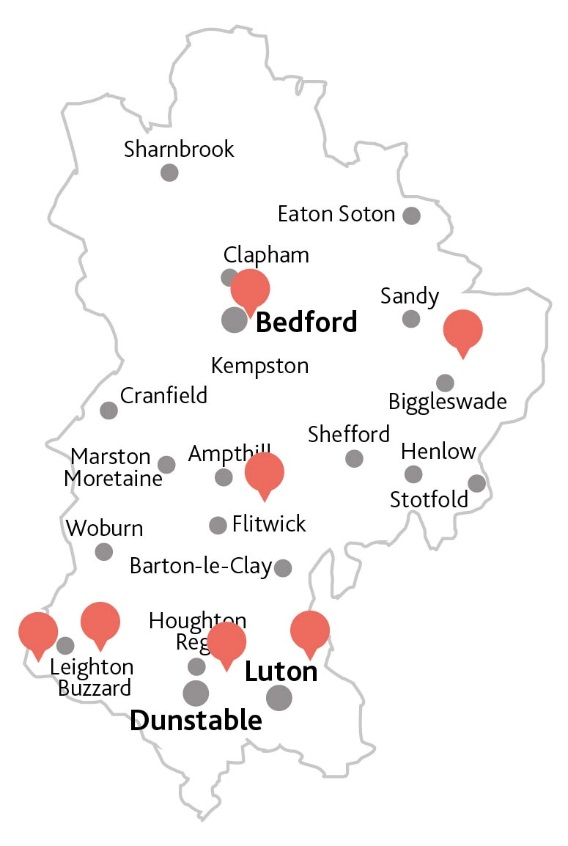 Sharnbrook
Eaton Soton
Clapham
Sandy
Bedford
Kempston
Cranfield
Biggleswade
Shefford
Marston
Moretaine
Ampthill
Henlow
Stotfold
Woburn
Flitwick
Barton-le-Clay
Houghton
Reg
Leighton
Buzzard
Luton
Dunstable